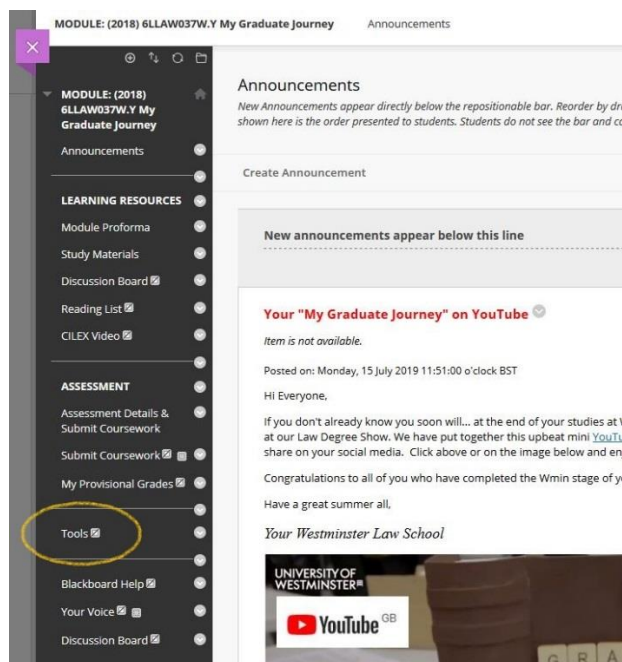 MODULE: (2018) 6LLAW037W.Y My Graduate Journey
Announcements
MODULE: (2018)
6LLAW037W.Y My
Graduate Journey
Announcements
LEARNING RESOURCES
Module Proforma
Study Materials
Discussion Board
Reading List
CILEX Video
ASSESSMENT
Assessment Details &
Submit Coursework
Submit Coursework
My Provisional Grades
Tools
Blackboard Help
Your Voice
Discussion Board
Announcements
New Announcements appear directly below the repositionable bar. Reorder by
shown here is the order presented to students. Students do not see the bar and
Create Announcement
New announcements appear below this line
Your "My Graduate Journey" on YouTube
Item is not available.
Posted on: Monday, 15 July 2019 11:51:00 o'clock BST
Hi Everyone,
If you don't already know you soon will... at the end of your studies at
at our Law Degree Show. We have put together this upbeat mini
share on your social media. Click above or on the image below and
Congratulations to all of you who have completed the Wmin stage of
Have a great summer all,
Your Westminster Law School
UNIVERSITY OF
WESTMINSTER
YouTube GB
G R A